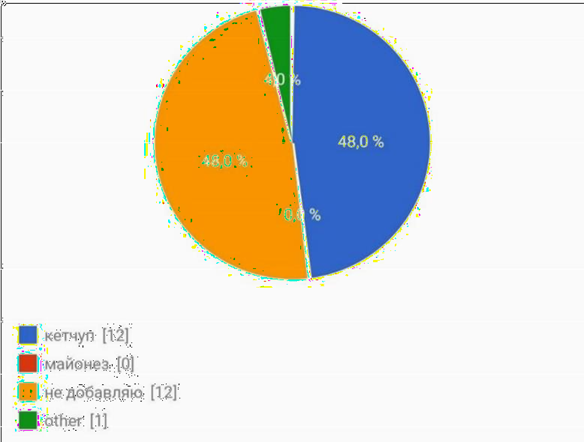 4,0 %
48,0 %
48,0 %
0,0 %
кетчуп [12]
майонез [0]
не добавляю [12]
other [1]